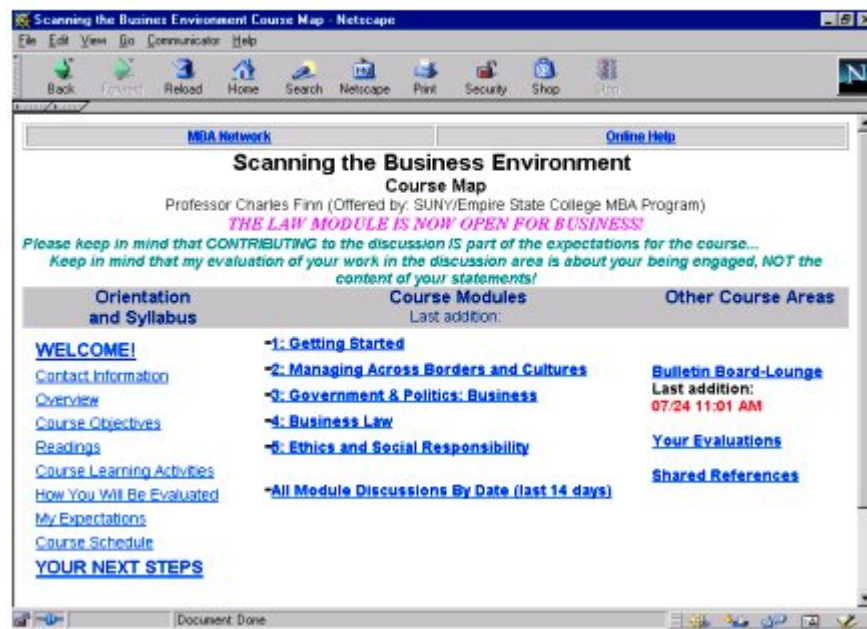 Scanning the Busines Environment Course Map - Netscape
File Edit View Go Communicator Help
Back Forward Reload Home Search Netscape Print Security Shop Stop
N
MBA Network Online Help
Scanning the Business Environment
Course Map
Professor Charles Finn (Offered by: SUNY/Empire State College MBA Program)
THE LAW MODULE IS NOW OPEN FOR BUSINESS!
Please keep in mind that CONTRIBUTING to the discussion IS part of the expectations for the course...
Keep in mind that my evaluation of your work in the discussion area is about your being engaged, NOT the
content of your statements!
Orientation
and Syllabus
Course Modules
Last addition:
Other Course Areas
WELCOME!
Contact Information
Overview
Course Objectives
Readings
Course Learning Activities
How You Will Be Evaluated
My Expectations
Course Schedule
YOUR NEXT STEPS
1: Getting Started
2: Managing Across Borders and Cultures
3: Government & Politics: Business
4: Business Law
5: Ethics and Social Responsibility
All Module Discussions By Date (last 14 days)
Bulletin Board-Lounge
Last addition:
07/24 11:01 AM
Your Evaluations
Shared References
Document: Done